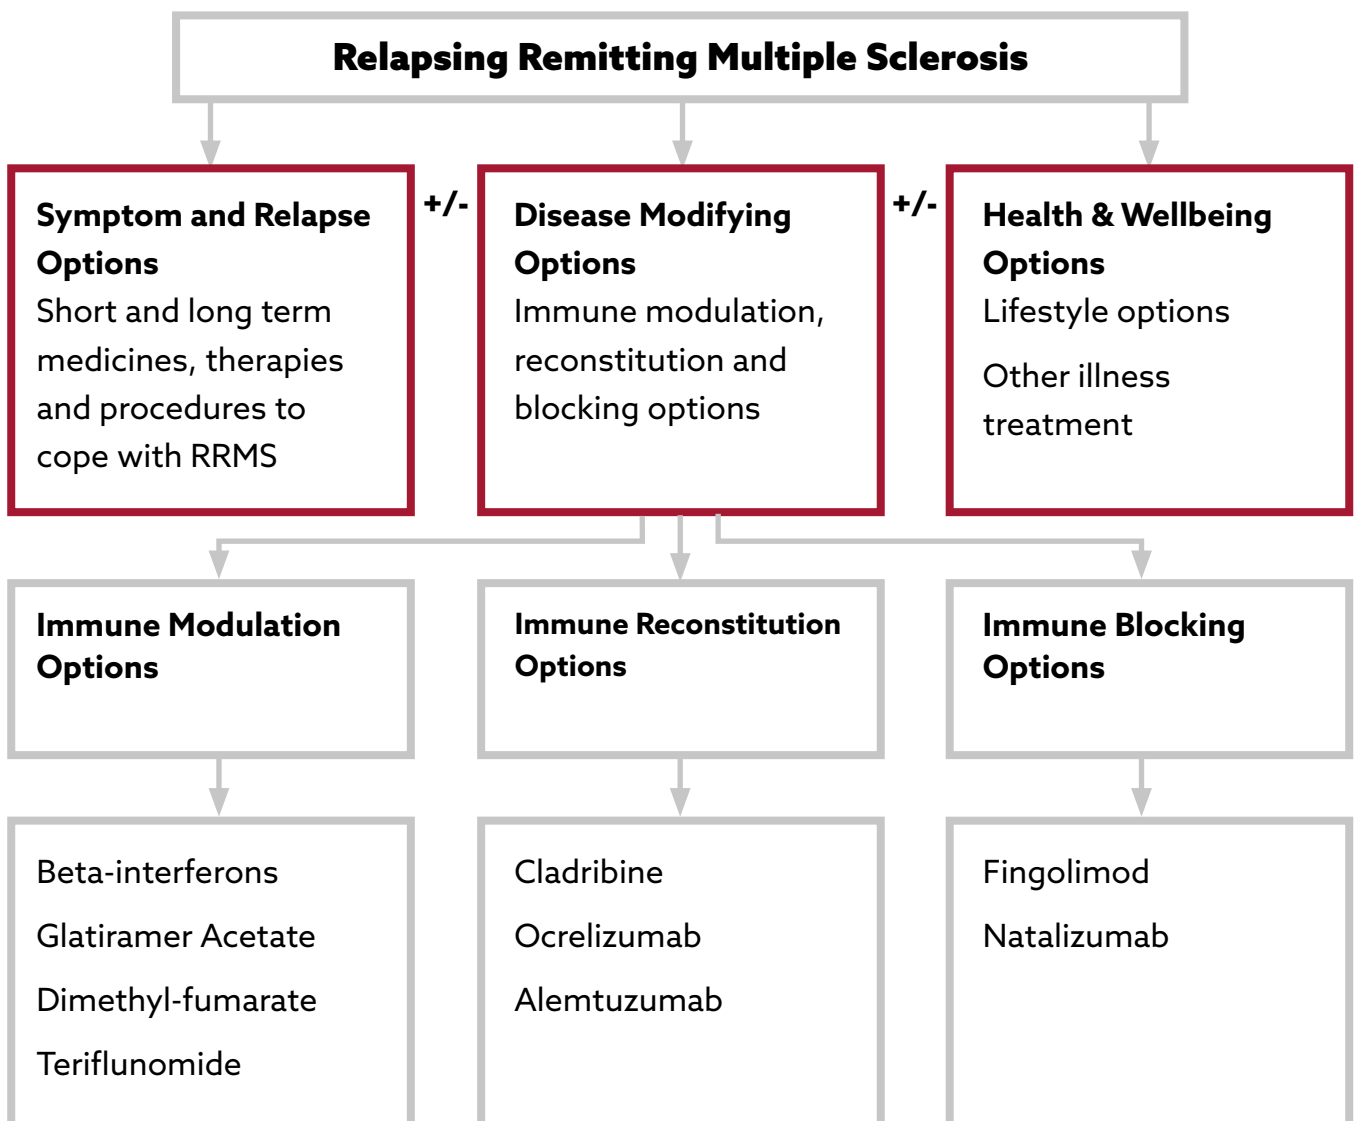 Relapsing Remitting Multiple Sclerosis
Symptom and Relapse
Options
Short and long term
medicines, therapies
and procedures to
cope with RRMS
+/-
Disease Modifying
Options
Immune modulation,
reconstitution and
blocking options
+/-
Health & Wellbeing
Options
Lifestyle options
Other illness
treatment
Immune Modulation
Options
Immune Reconstitution
Options
Immune Blocking
Options
Beta-interferons
Glatiramer Acetate
Dimethyl-fumarate
Teriflunomide
Cladribine
Ocrelizumab
Alemtuzumab
Fingolimod
Natalizumab